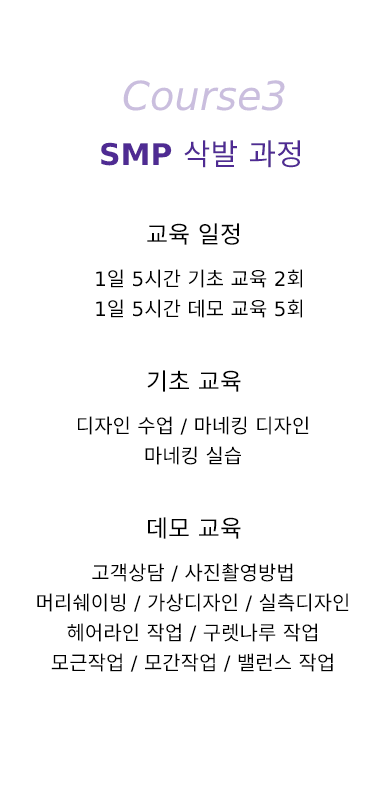 Course3
SMP 삭발 과정
교육 일정
1일 5시간 기초 교육 2회
1일 5시간 데모 교육 5회
기초 교육
디자인 수업 / 마네킹 디자인
마네킹 실습
데모 교육
고객상담 / 사진촬영방법
머리쉐이빙 / 가상디자인 / 실측디자인
헤어라인 작업 / 구렛나루 작업
모근작업 / 모간작업 / 밸런스 작업